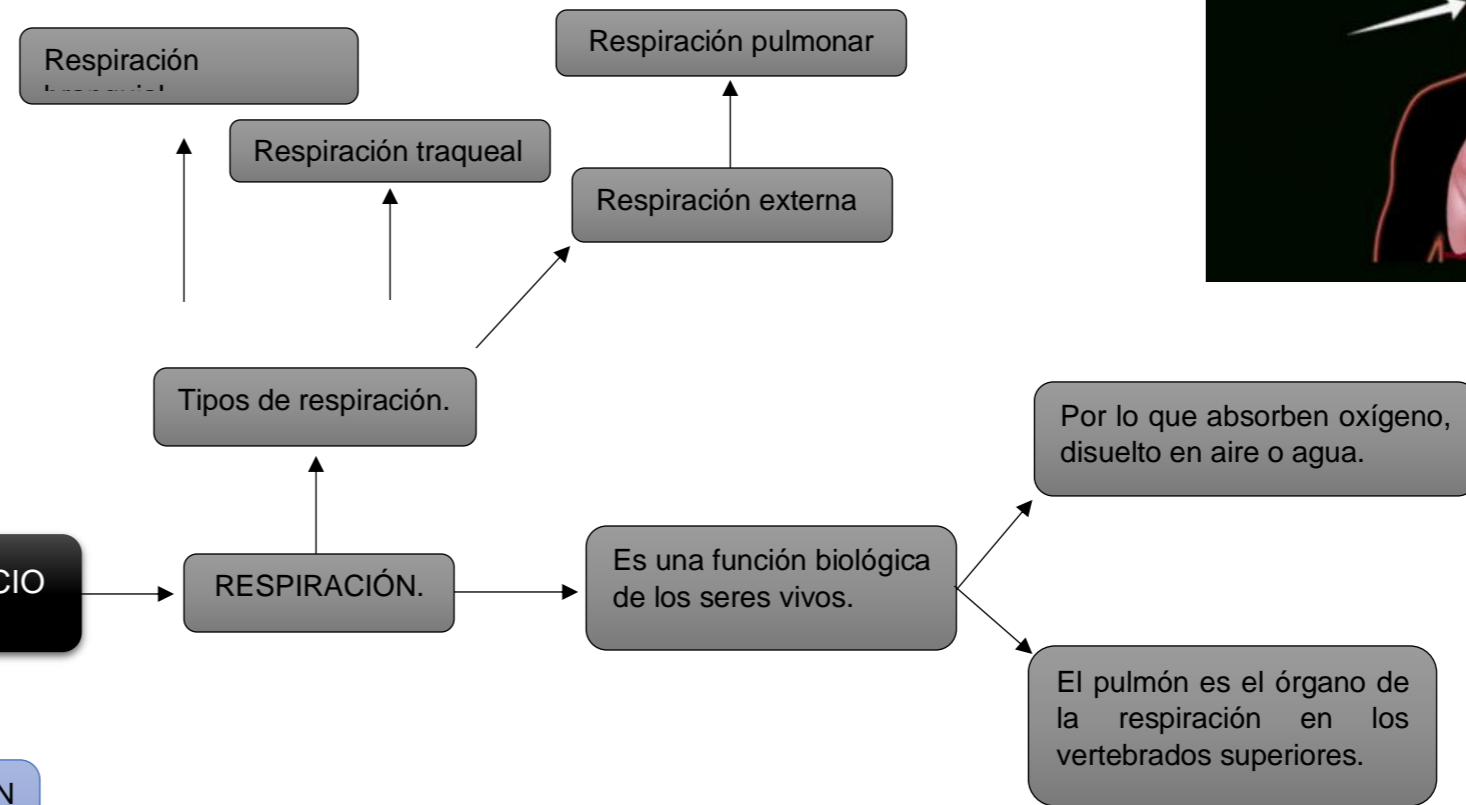 Respiración
Respiración pulmonar
Respiración traqueal
Respiración externa
Tipos de respiración.
Por lo que absorben oxígeno,
disuelto en aire o agua.
CIO
RESPIRACIÓN.
Es una función biológica
de los seres vivos.
El pulmón es el órgano de
la respiración en los
vertebrados superiores.
N